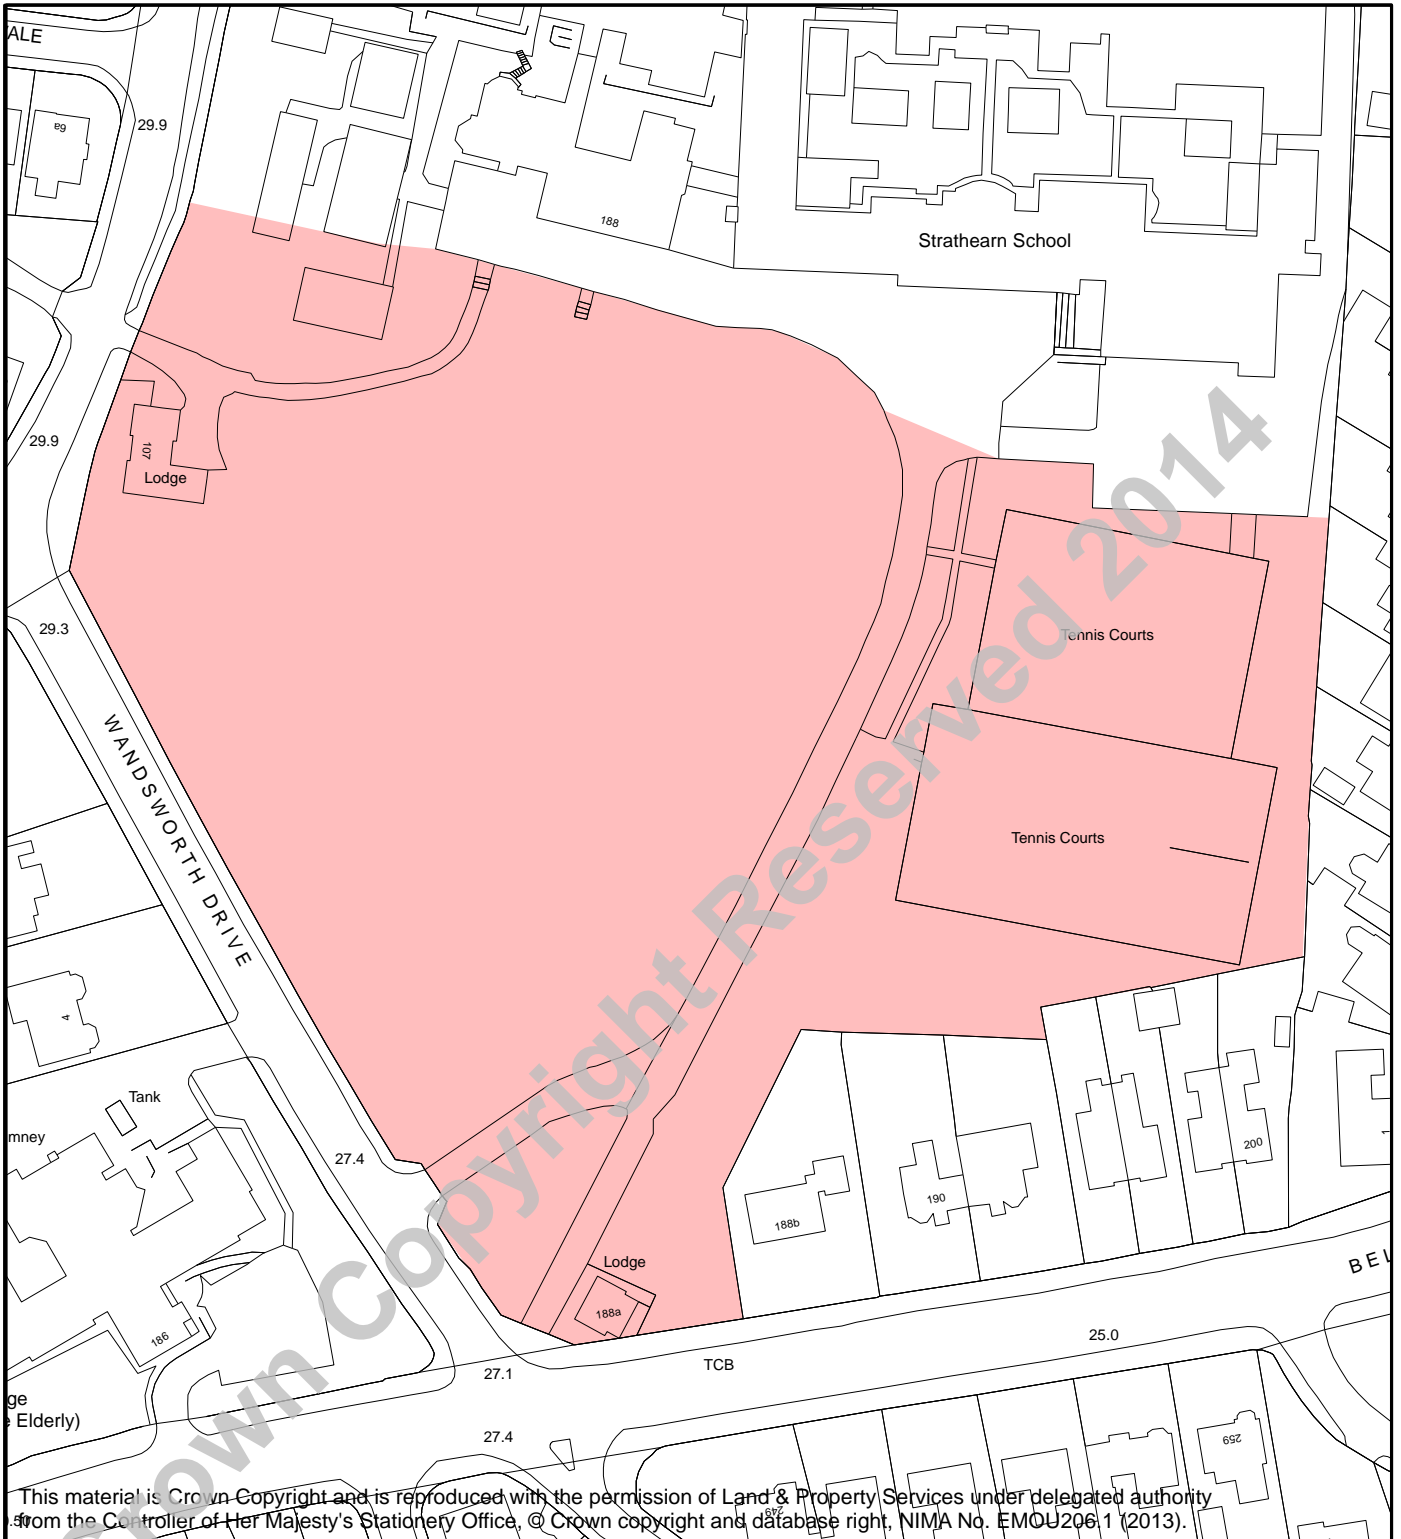 ALE
6a
29.9
188
Strathearn School
29.9
107
Lodge
29.3
Tennis Courts
WANDSWORTH DRIVE
Tennis Courts
4
Tank
mney
27.4
200
1
190
188b
Lodge
188a
BEL
186
25.0
TCB
27.1
ge
e Elderly)
27.4
259
249
This material is Crown Copyright and is reproduced with the permission of Land & Property Services under delegated authority
from the Controller of Her Majesty's Stationery Office, © Crown copyright and database right, NIMA No. EMOU206.1 (2013).
Crown Copyright Reserved 2014